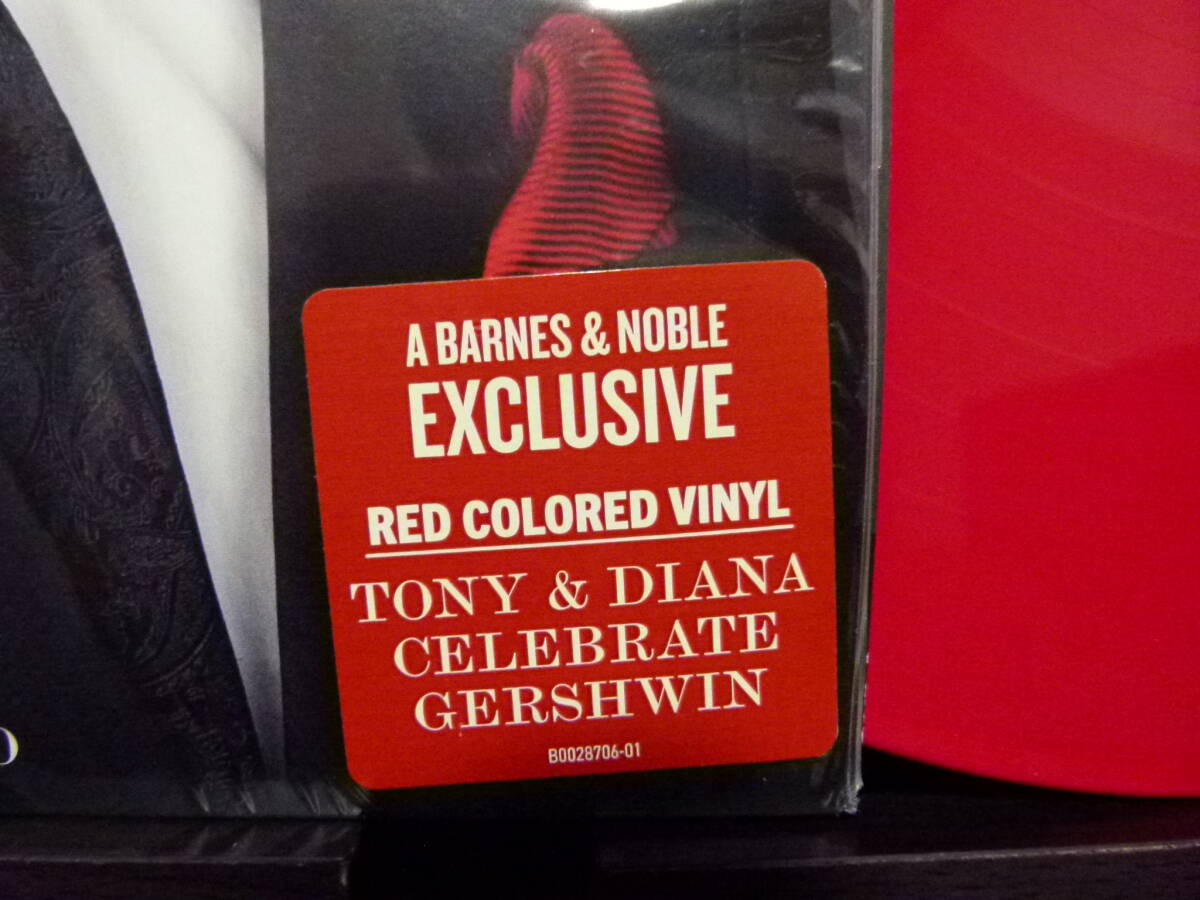 A BARNES & NOBLE
EXCLUSIVE
RED COLORED VINYL
TONY & DIANA
CELEBRATE
GERSHWIN
B0028706-01